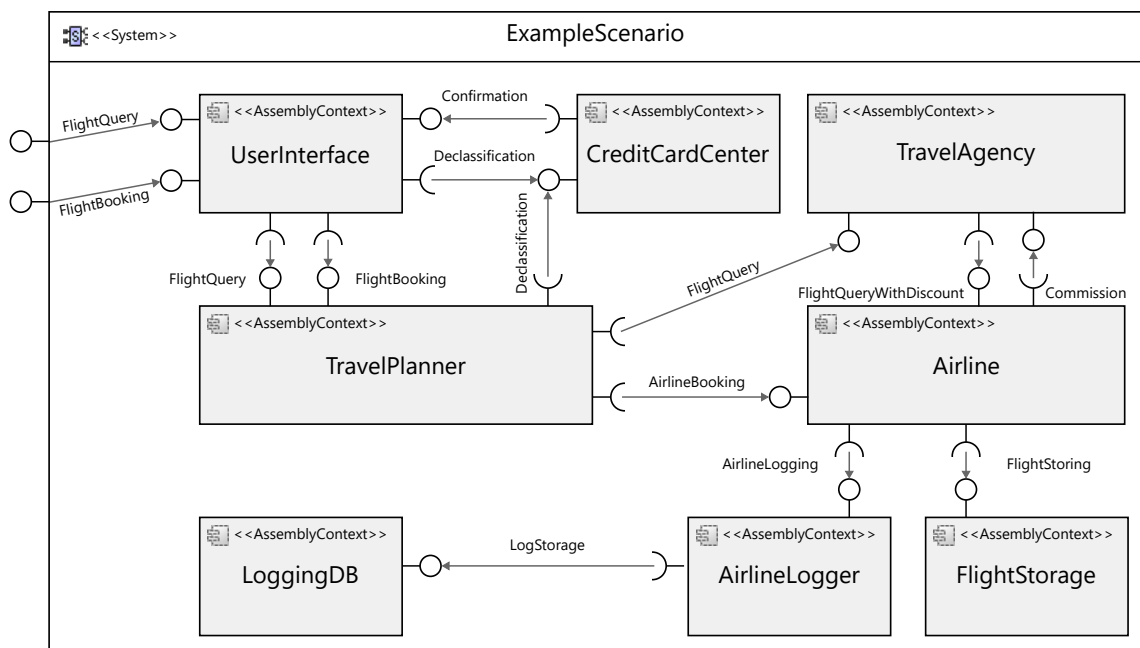 <<System>>
ExampleScenario
FlightQuery
FlightBooking
<<AssemblyContext>>
UserInterface
Confirmation
Declassification
<<AssemblyContext>>
CreditCardCenter
<<AssemblyContext>>
TravelAgency
FlightQuery
FlightBooking
Declassification
FlightQuery
FlightQueryWithDiscount
Commission
<<AssemblyContext>>
TravelPlanner
AirlineBooking
<<AssemblyContext>>
Airline
AirlineLogging
FlightStoring
<<AssemblyContext>>
LoggingDB
LogStorage
<<AssemblyContext>>
AirlineLogger
<<AssemblyContext>>
FlightStorage